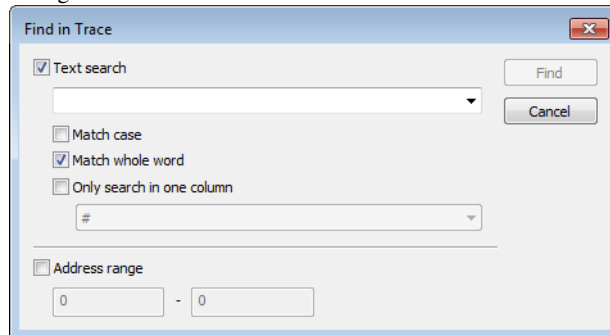 Find in Trace
Text search
Find
Cancel
Match case
Match whole word
Only search in one column
#
Address range
0 - 0